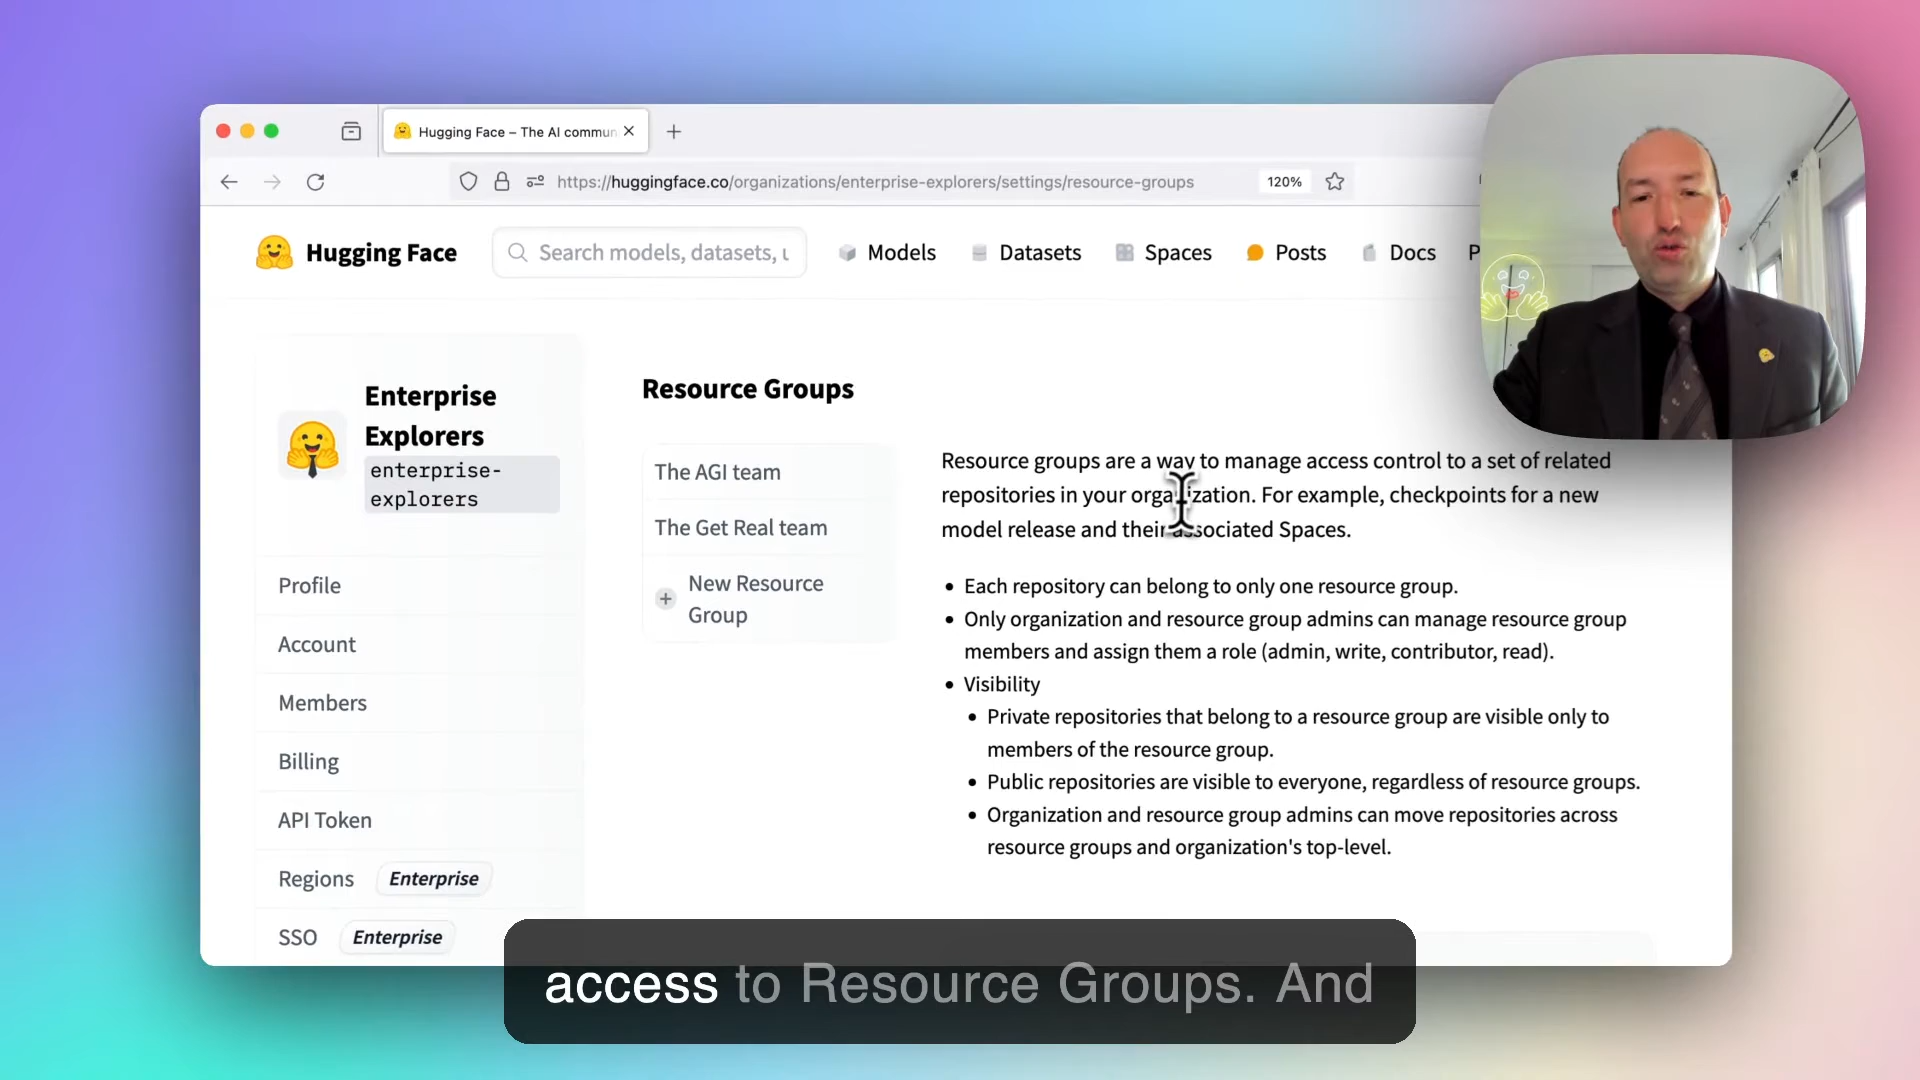 Hugging Face – The AI commun
https://huggingface.co/organizations/enterprise-explorers/settings/resource-groups
120%
Hugging Face
Search models, datasets, u
Models
Datasets
Spaces
Posts
Docs
P
Enterprise
Explorers
enterprise-
explorers
Profile
Account
Members
Billing
API Token
Regions Enterprise
SSO Enterprise
Resource Groups
The AGI team
The Get Real team
New Resource
Group
Resource groups are a way to manage access control to a set of related
repositories in your organization. For example, checkpoints for a new
model release and their associated Spaces.
• Each repository can belong to only one resource group.
• Only organization and resource group admins can manage resource group
members and assign them a role (admin, write, contributor, read).
• Visibility
• Private repositories that belong to a resource group are visible only to
members of the resource group.
• Public repositories are visible to everyone, regardless of resource groups.
• Organization and resource group admins can move repositories across
resource groups and organization's top-level.
access to Resource Groups. And